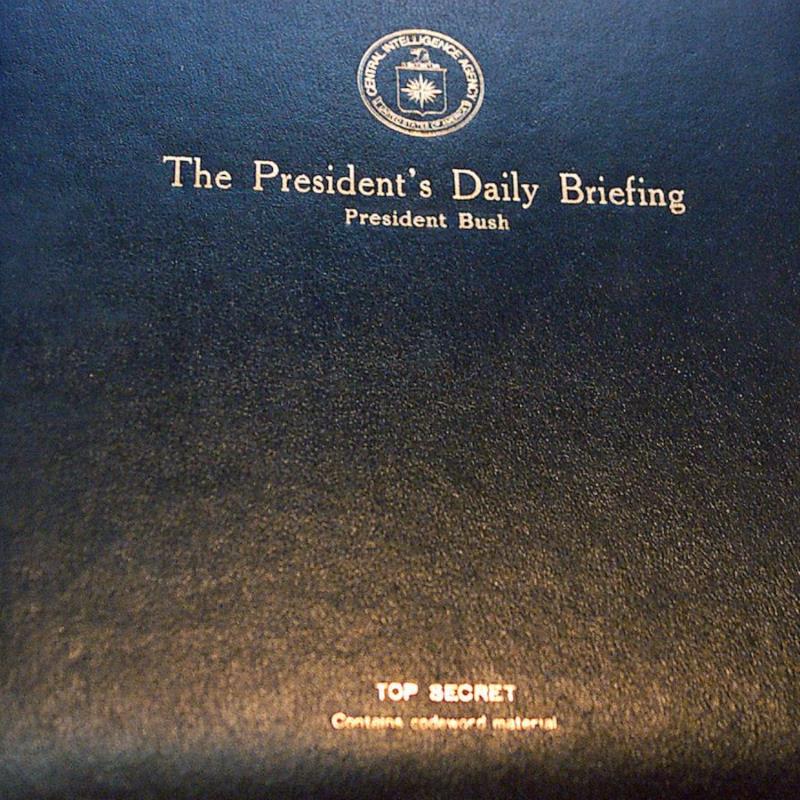 CENTRAL INTELLIGENCE AGENCY
UNITED STATES OF AMERICA
The President's Daily Briefing
President Bush
TOP SECRET
Contains codeword material